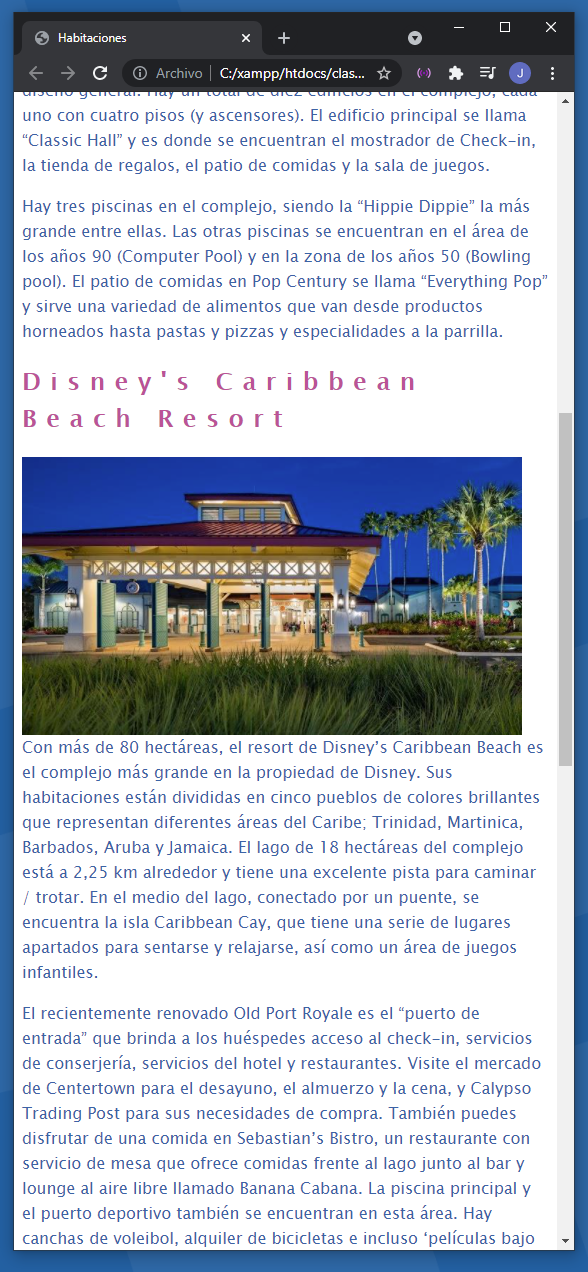 Habitaciones
Archivo | C:/xampp/htdocs/clas...
J
diseño general. Hay un total de diez edificios en el complejo, cada
uno con cuatro pisos (y ascensores). El edificio principal se llama
“Classic Hall” y es donde se encuentran el mostrador de Check-in,
la tienda de regalos, el patio de comidas y la sala de juegos.
Hay tres piscinas en el complejo, siendo la “Hippie Dippie” la más
grande entre ellas. Las otras piscinas se encuentran en el área de
los años 90 (Computer Pool) y en la zona de los años 50 (Bowling
pool). El patio de comidas en Pop Century se llama “Everything Pop”
y sirve una variedad de alimentos que van desde productos
horneados hasta pastas y pizzas y especialidades a la parrilla.
Disney's Caribbean
Beach Resort
Con más de 80 hectáreas, el resort de Disney’s Caribbean Beach es
el complejo más grande en la propiedad de Disney. Sus
habitaciones están divididas en cinco pueblos de colores brillantes
que representan diferentes áreas del Caribe; Trinidad, Martinica,
Barbados, Aruba y Jamaica. El lago de 18 hectáreas del complejo
está a 2,25 km alrededor y tiene una excelente pista para caminar
/ trotar. En el medio del lago, conectado por un puente, se
encuentra la isla Caribbean Cay, que tiene una serie de lugares
apartados para sentarse y relajarse, así como un área de juegos
infantiles.
El recientemente renovado Old Port Royale es el “puerto de
entrada” que brinda a los huéspedes acceso al check-in, servicios
de conserjería, servicios del hotel y restaurantes. Visite el mercado
de Centertown para el desayuno, el almuerzo y la cena, y Calypso
Trading Post para sus necesidades de compra. También puedes
disfrutar de una comida en Sebastian’s Bistro, un restaurante con
servicio de mesa que ofrece comidas frente al lago junto al bar y
lounge al aire libre llamado Banana Cabana. La piscina principal y
el puerto deportivo también se encuentran en esta área. Hay
canchas de voleibol, alquiler de bicicletas e incluso ‘películas bajo